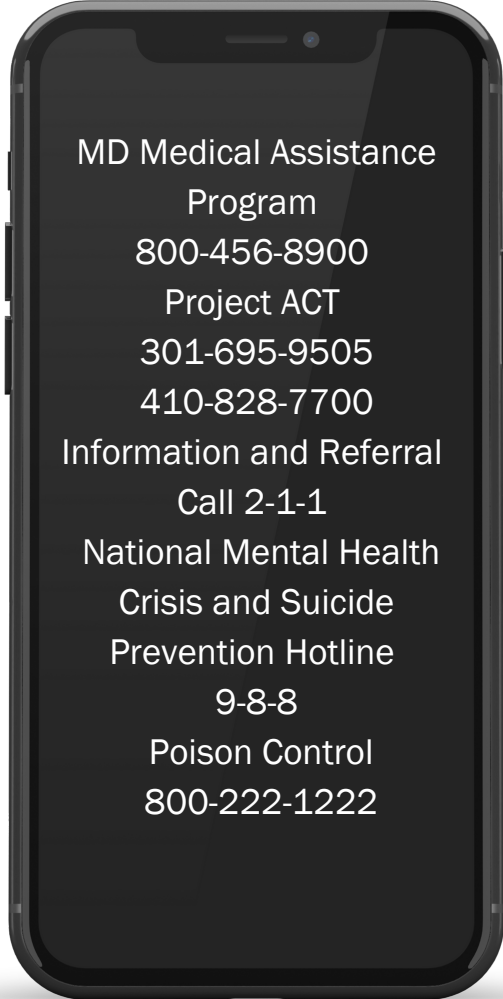 MD Medical Assistance
Program
800-456-8900
Project ACT
301-695-9505
410-828-7700
Information and Referral
Call 2-1-1
National Mental Health
Crisis and Suicide
Prevention Hotline
9-8-8
Poison Control
800-222-1222